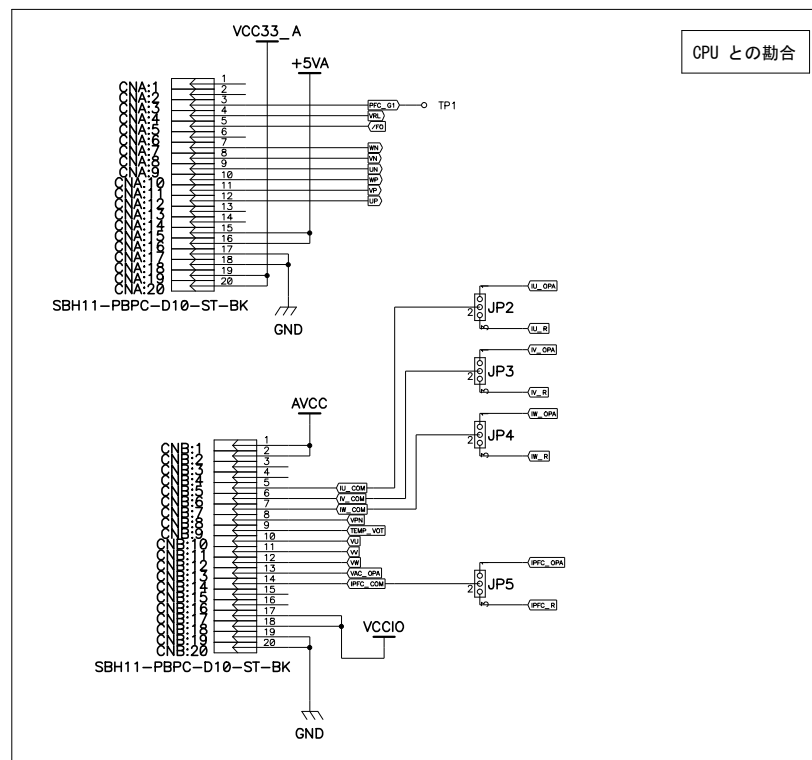 CPU との勘合
VCC33_A
+5VA
CNA:1 1
CNA:2 2
CNA:3 3 PFC_G1 TP1
CNA:4 4 VRL
CNA:5 5 /FO
CNA:6 6
CNA:7 7 WN
CNA:8 8 VN
CNA:9 9 UN
CNA:10 10 WP
CNA:11 11 VP
CNA:12 12 UP
CNA:13 13
CNA:14 14
CNA:15 15
CNA:16 16
CNA:17 17
CNA:18 18
CNA:19 19
CNA:20 20
SBH11-PBPC-D10-ST-BK
GND
IU_OPA
2 JP2
IU_R
IV_OPA
2 JP3
IV_R
IW_OPA
2 JP4
IW_R
AVCC
CNB:1 1
CNB:2 2
CNB:3 3
CNB:4 4
CNB:5 5 IU_COM
CNB:6 6 IV_COM
CNB:7 7 IW_COM
CNB:8 8 VPN
CNB:9 9 TEMP_VOT
CNB:10 10 VU
CNB:11 11 VV
CNB:12 12 VW
CNB:13 13 VAC_OPA
CNB:14 14 IPFC_COM
CNB:15 15
CNB:16 16
CNB:17 17
CNB:18 18
CNB:19 19
CNB:20 20
IPFC_OPA
2 JP5
IPFC_R
VCCIO
SBH11-PBPC-D10-ST-BK
GND